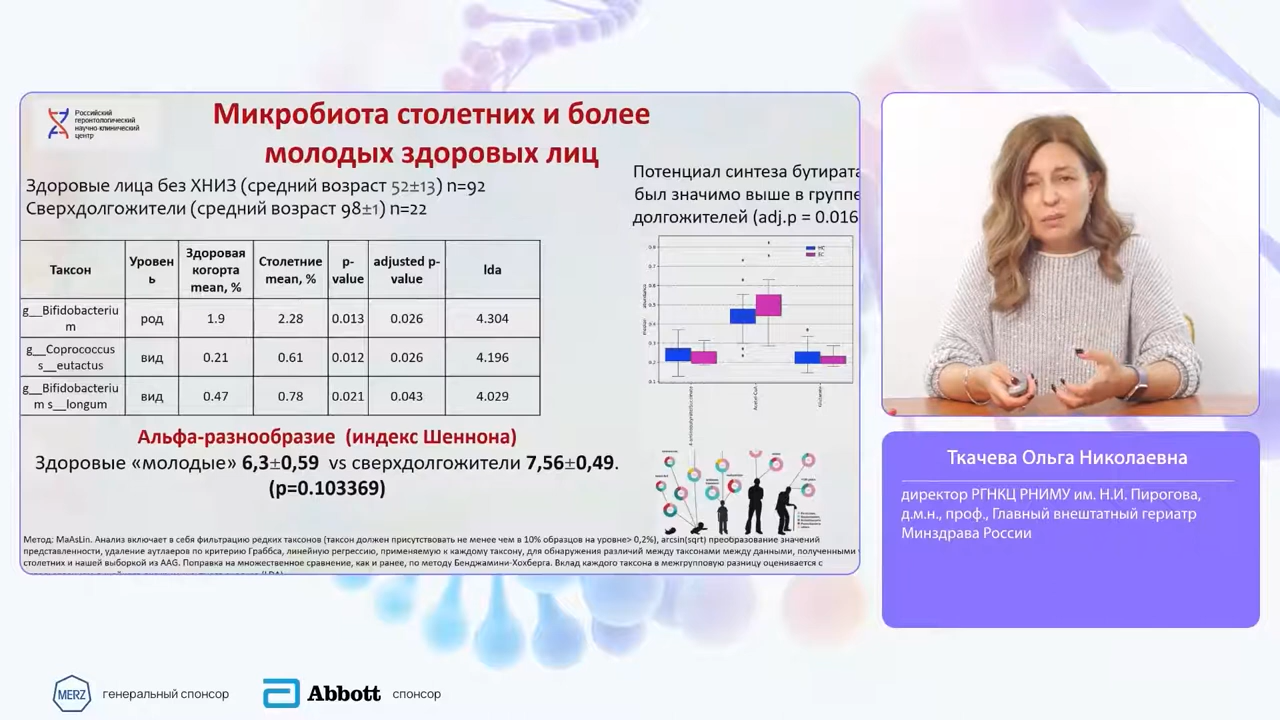 Российский
геронтологический
научно-клинический
центр
Микробиота столетних и более
молодых здоровых лиц
Здоровые лица без ХНИЗ (средний возраст 52±13) n=92
Сверхдолгожители (средний возраст 98±1) n=22
Потенциал синтеза бутирата
был значимо выше в группе
долгожителей (adj.p = 0.016
Таксон
Уровен
ь
Здоровая
когорта
mean, %
Столетние
mean, %
p-
value
adjusted p-
value
lda
g__Bifidobacteriu
m
род
1.9
2.28
0.013
0.026
4.304
g__Coprococcus
s__eutactus
вид
0.21
0.61
0.012
0.026
4.196
g__Bifidobacteriu
m s__longum
вид
0.47
0.78
0.021
0.043
4.029
Альфа-разнообразие (индекс Шеннона)
Здоровые «молодые» 6,3±0,59 vs сверхдолгожители 7,56±0,49.
(p=0.103369)
Метод: MaAsLin. Анализ включает в себя фильтрацию редких таксонов (таксон должен присутствовать не менее чем в 10% образцов на уровне> 0,2%), arcsin(sqrt) преобразование значений
представленности, удаление аутлаеров по критерию Граббса, линейную регрессию, применяемую к каждому таксону, для обнаружения различий между таксонами между данными, полученными
столетних и нашей выборкой из AAG. Поправка на множественное сравнение, как и ранее, по методу Бенджамини-Хохберга. Вклад каждого таксона в межгрупповую разницу оценивается с
Ткачева Ольга Николаевна
директор РГНКЦ РНИМУ им. Н.И. Пирогова,
д.м.н., проф., Главный внештатный гериатр
Минздрава России
MERZ
генеральный спонсор
Abbott
спонсор